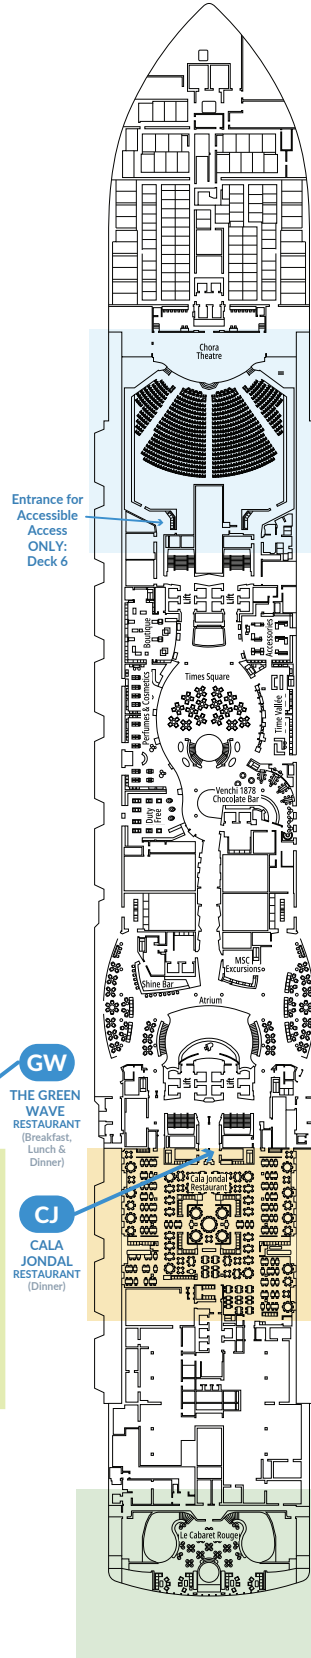 Chora
Theatre
Entrance for
Accessible
Access
ONLY:
Deck 6
Lift
Lift
Boutique
Accessories
Times Square
Perfumes & Cosmetics
Time Vallée
Venchi 1878
Chocolate Bar
Duty
Free
MSC
Excursions
Shine Bar
Atrium
Lift
Lift
GW
THE GREEN
WAVE
RESTAURANT
(Breakfast,
Lunch &
Dinner)
Cala Jondal
Restaurant
CJ
CALA
JONDAL
RESTAURANT
(Dinner)
Le Cabaret Rouge